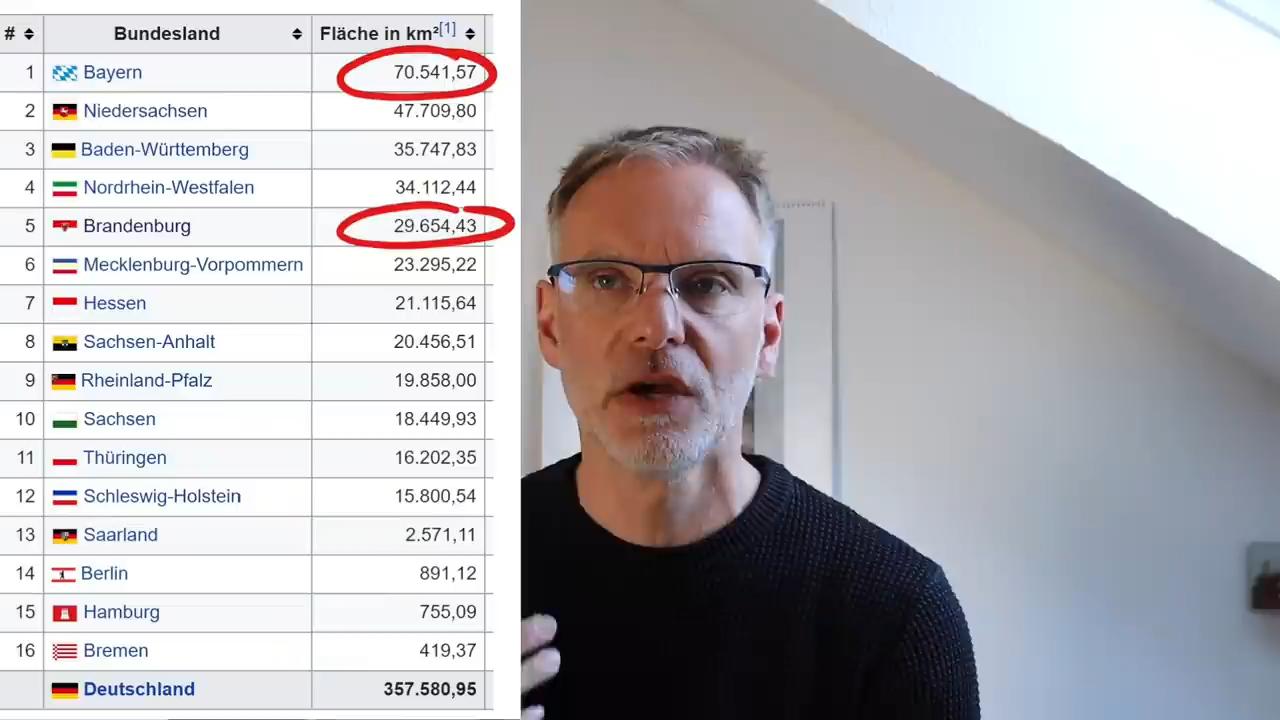 # Bundesland Fläche in km²[1]
1 Bayern 70.541,57
2 Niedersachsen 47.709,80
3 Baden-Württemberg 35.747,83
4 Nordrhein-Westfalen 34.112,44
5 Brandenburg 29.654,43
6 Mecklenburg-Vorpommern 23.295,22
7 Hessen 21.115,64
8 Sachsen-Anhalt 20.456,51
9 Rheinland-Pfalz 19.858,00
10 Sachsen 18.449,93
11 Thüringen 16.202,35
12 Schleswig-Holstein 15.800,54
13 Saarland 2.571,11
14 Berlin 891,12
15 Hamburg 755,09
16 Bremen 419,37
Deutschland 357.580,95